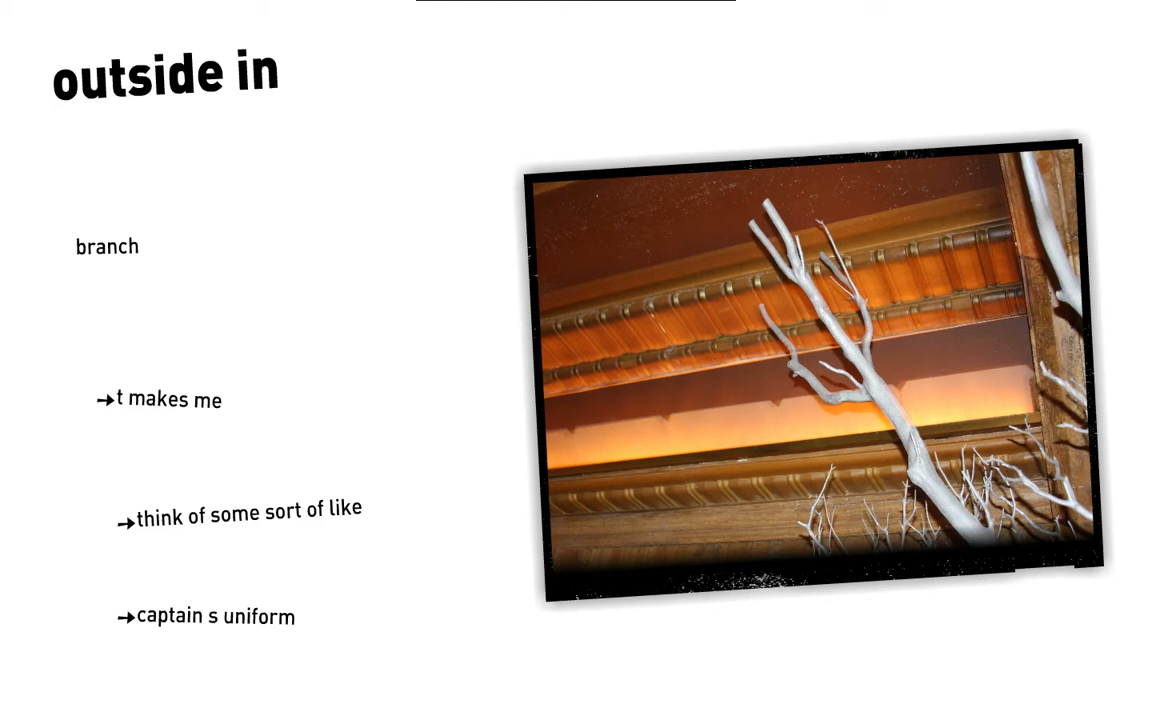 outside in
branch
t makes me
think of some sort of like
captain s uniform